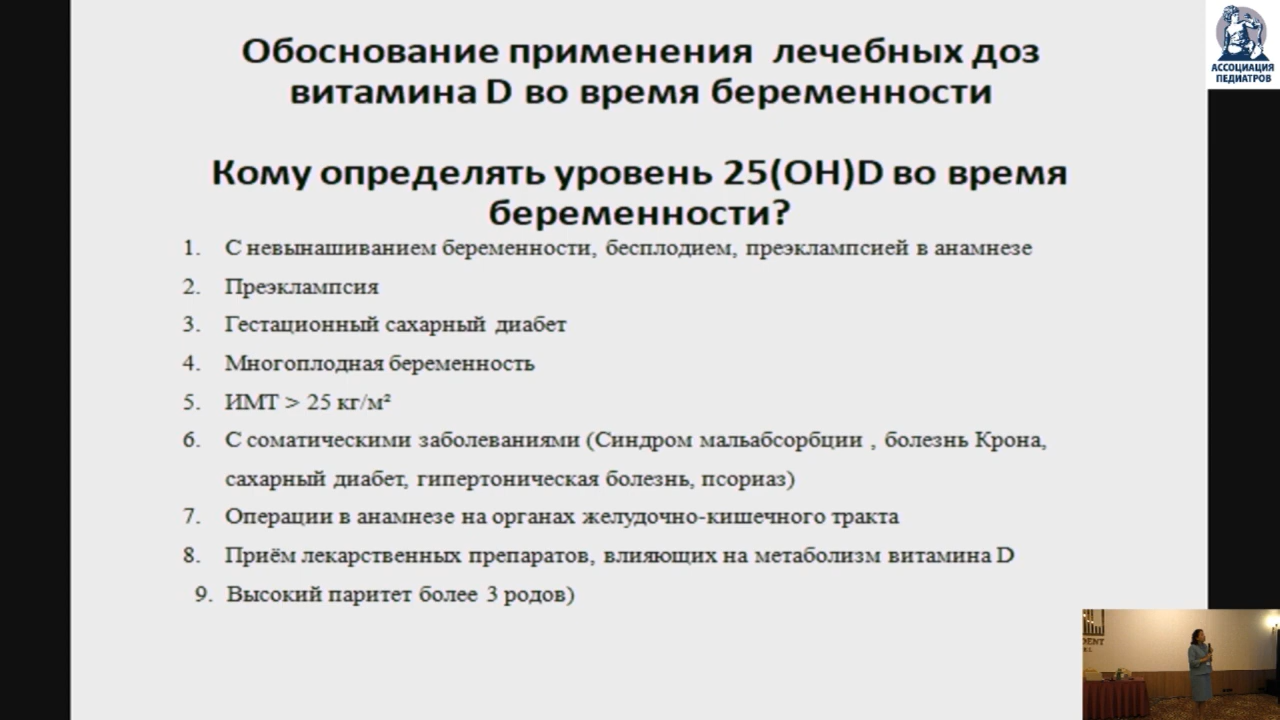 Обоснование применения лечебных доз
витамина D во время беременности
Кому определять уровень 25(OH)D во время
беременности?
1. С невынашиванием беременности, бесплодием, преэклампсией в анамнезе
2. Преэклампсия
3. Гестационный сахарный диабет
4. Многоплодная беременность
5. ИМТ > 25 кг/м²
6. С соматическими заболеваниями (Синдром мальабсорбции , болезнь Крона,
сахарный диабет, гипертоническая болезнь, псориаз)
7. Операции в анамнезе на органах желудочно-кишечного тракта
8. Приём лекарственных препаратов, влияющих на метаболизм витамина D
9. Высокий паритет более 3 родов)
АССОЦИАЦИЯ
ПЕДИАТРОВ